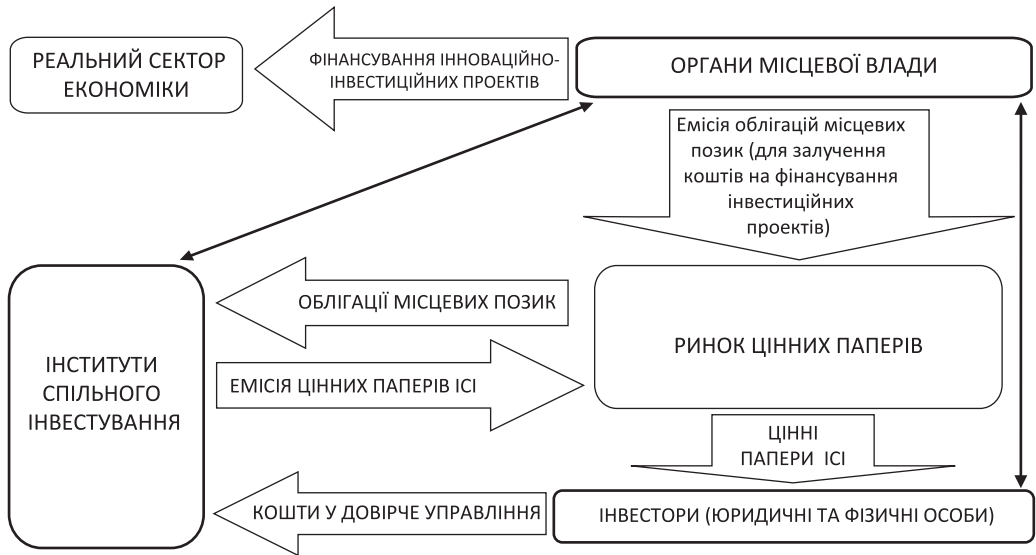 РЕАЛЬНИЙ СЕКТОР
ЕКОНОМІКИ
ФІНАНСУВАННЯ ІННОВАЦІЙНО-
ІНВЕСТИЦІЙНИХ ПРОЕКТІВ
ОРГАНИ МІСЦЕВОЇ ВЛАДИ
Емісія облігацій місцевих
позик (для залучення
коштів на фінансування
інвестиційних
проектів)
ОБЛІГАЦІЇ МІСЦЕВИХ ПОЗИК
РИНОК ЦІННИХ ПАПЕРІВ
ІНСТИТУТИ
СПІЛЬНОГО
ІНВЕСТУВАННЯ
ЕМІСІЯ ЦІННИХ ПАПЕРІВ ІСІ
ЦІННІ
ПАПЕРИ ІСІ
КОШТИ У ДОВІРЧЕ УПРАВЛІННЯ
ІНВЕСТОРИ (ЮРИДИЧНІ ТА ФІЗИЧНІ ОСОБИ)